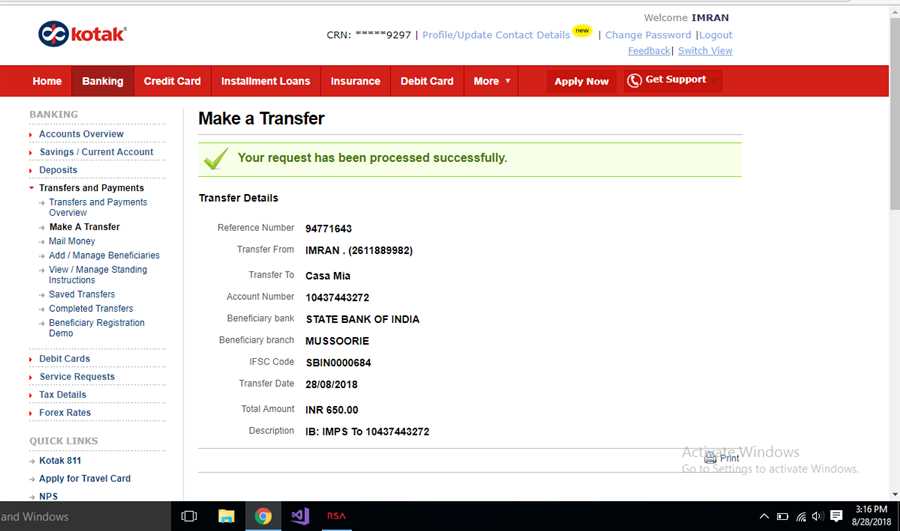 Welcome IMRAN
kotak
CRN: *****9297 | Profile/Update Contact Details new | Change Password |Logout
Feedback| Switch View
Home Banking Credit Card Installment Loans Insurance Debit Card More Apply Now Get Support
BANKING
Accounts Overview
Savings / Current Account
Deposits
Transfers and Payments
Transfers and Payments
Overview
Make A Transfer
Mail Money
Add / Manage Beneficiaries
View / Manage Standing
Instructions
Saved Transfers
Completed Transfers
Beneficiary Registration
Demo
Debit Cards
Service Requests
Tax Details
Forex Rates
QUICK LINKS
Kotak 811
Apply for Travel Card
NPS
Make a Transfer
Your request has been processed successfully.
Transfer Details
Reference Number 94771643
Transfer From IMRAN . (2611889982)
Transfer To Casa Mia
Account Number 10437443272
Beneficiary bank STATE BANK OF INDIA
Beneficiary branch MUSSOORIE
IFSC Code SBIN0000684
Transfer Date 28/08/2018
Total Amount INR 650.00
Description IB: IMPS To 10437443272
Print
Activate Windows
Go to Settings to activate Windows.
and Windows
RSA
3:16 PM
8/28/2018